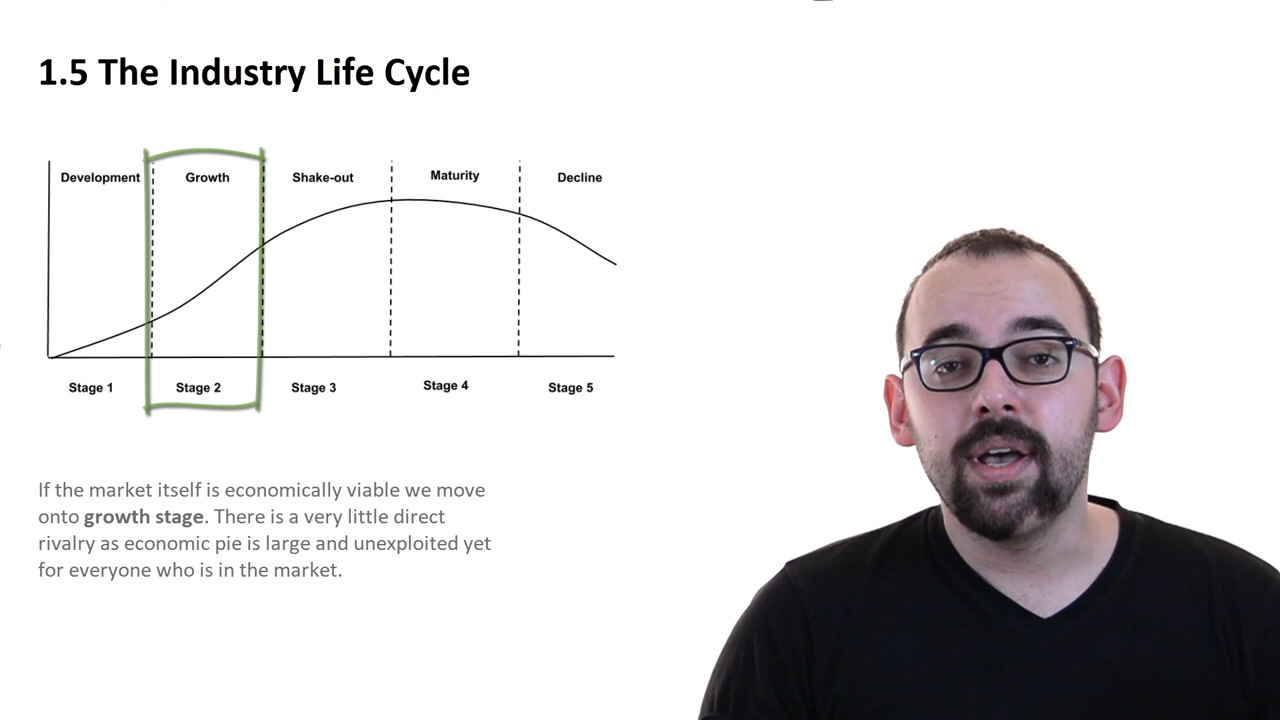 1.5 The Industry Life Cycle
Development Growth Shake-out Maturity Decline
Stage 1 Stage 2 Stage 3 Stage 4 Stage 5
If the market itself is economically viable we move
onto growth stage. There is a very little direct
rivalry as economic pie is large and unexploited yet
for everyone who is in the market.